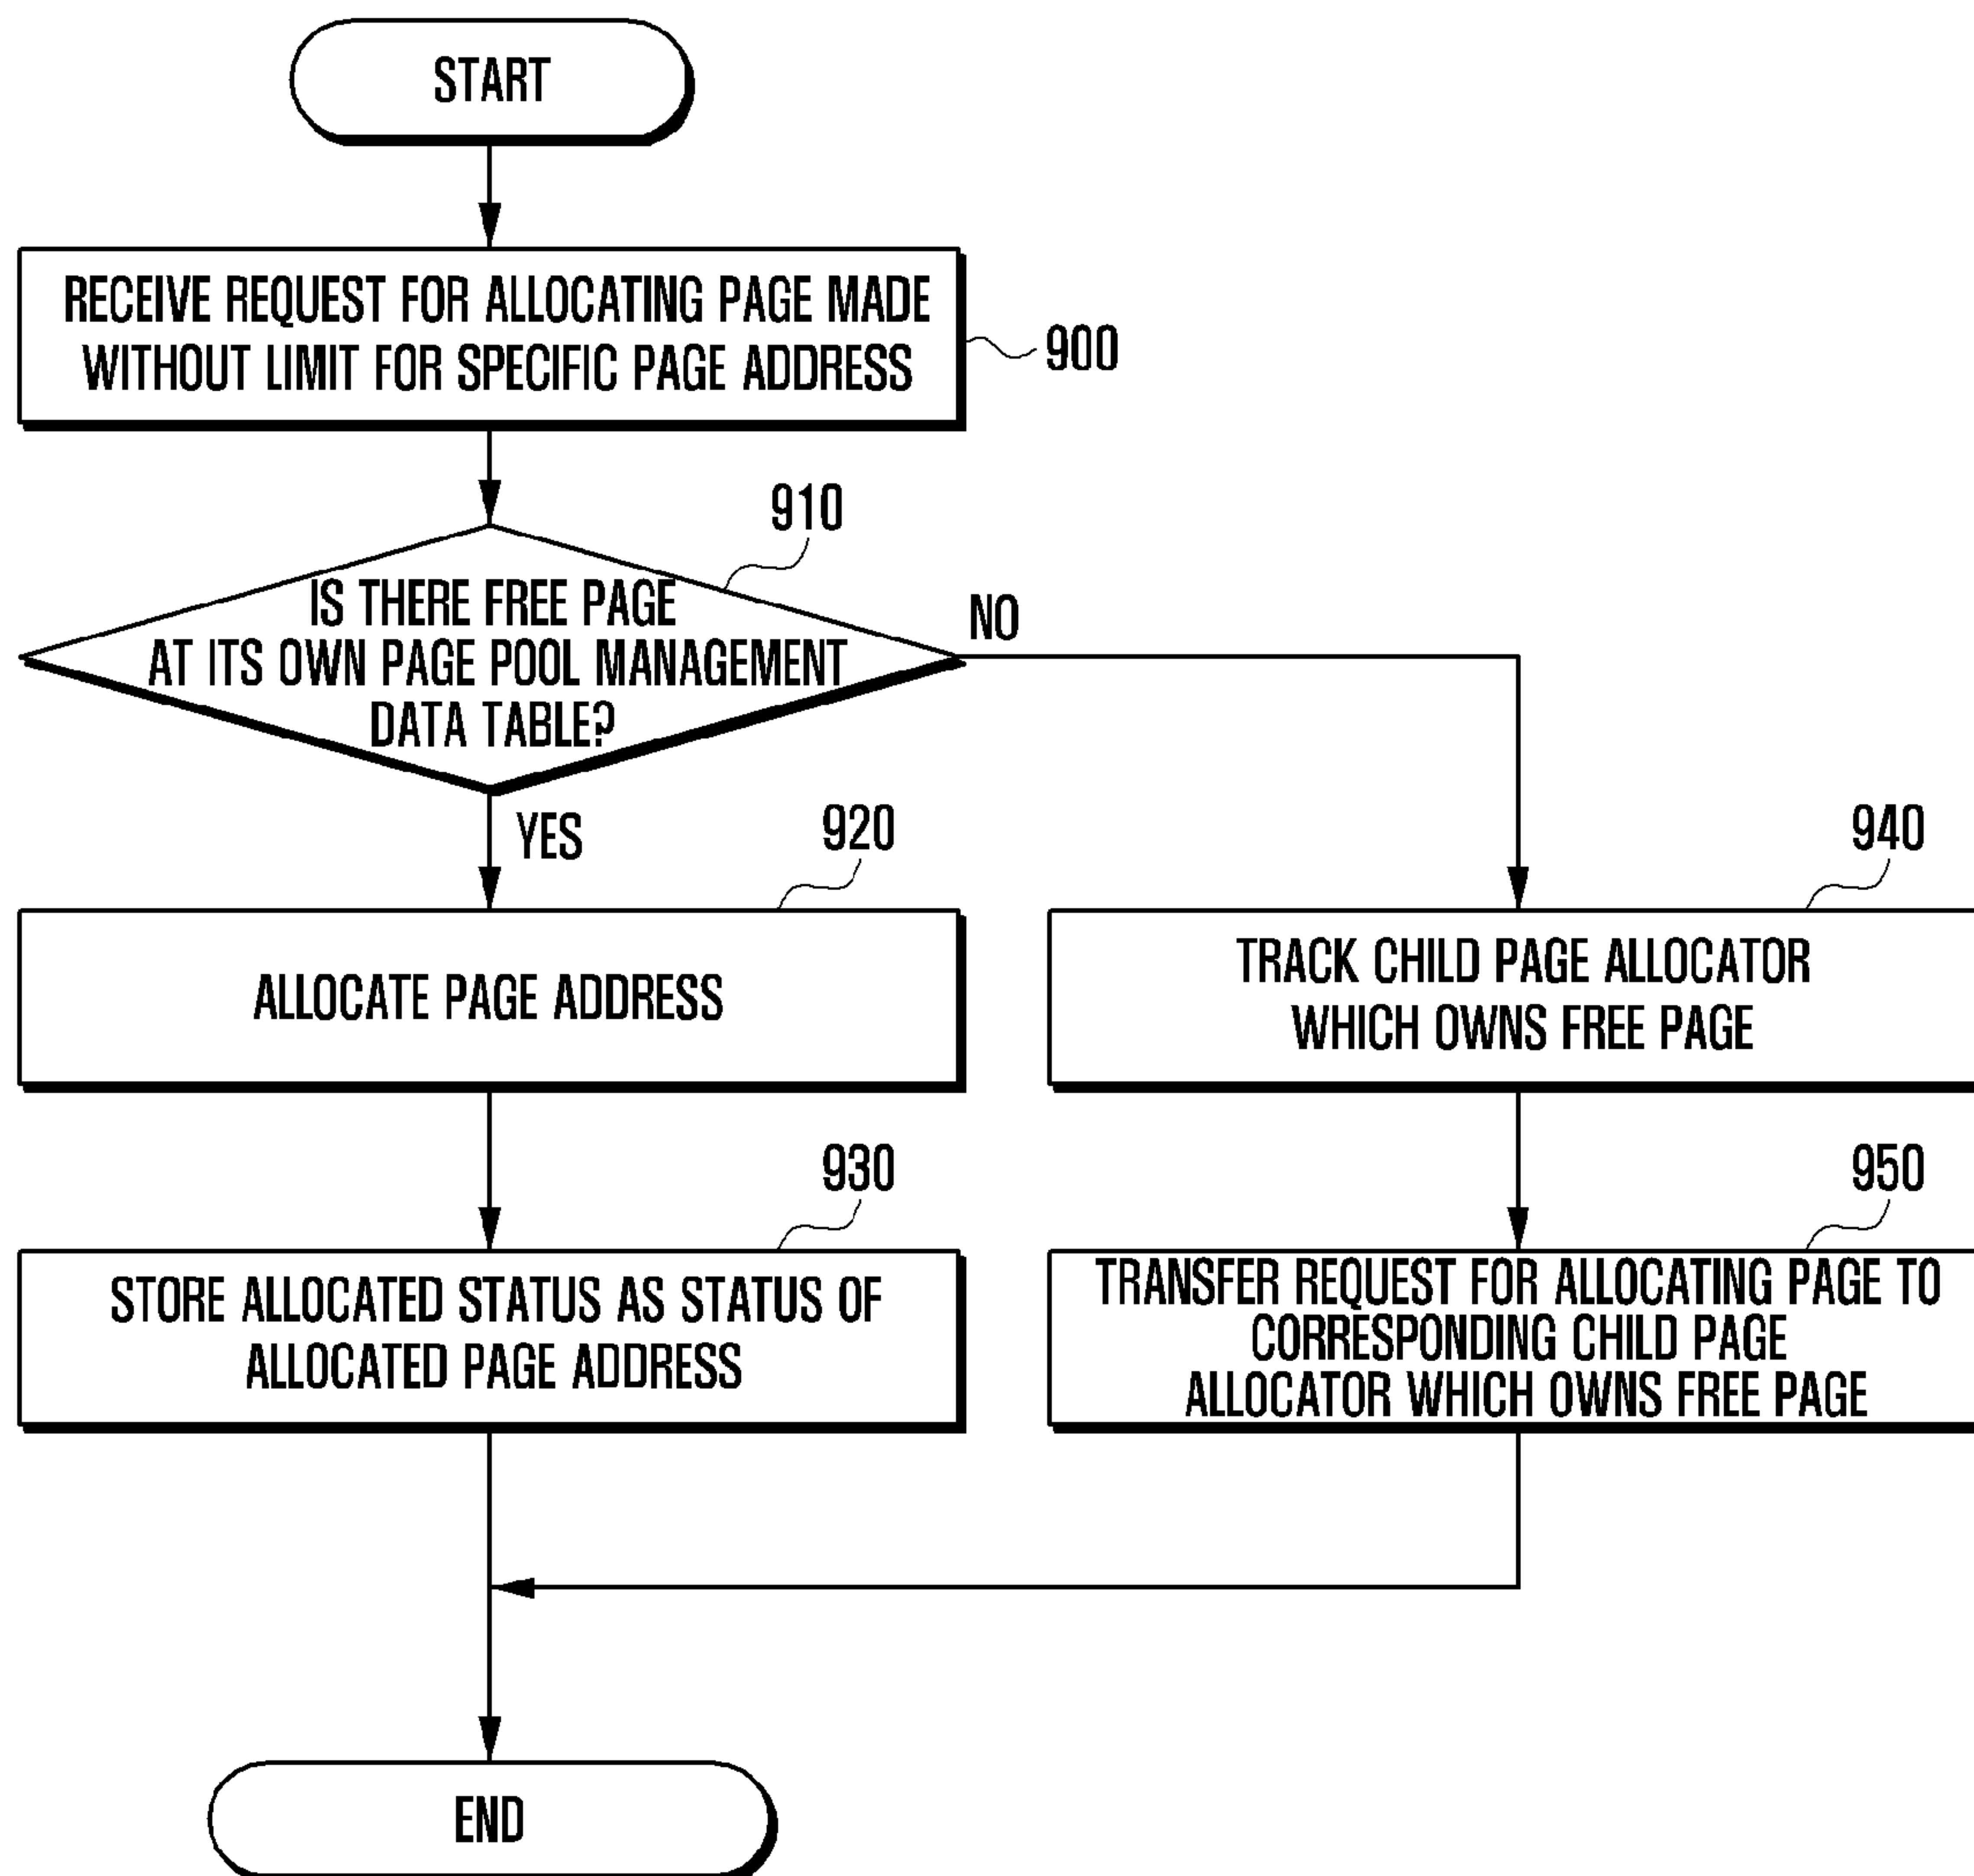 START
RECEIVE REQUEST FOR ALLOCATING PAGE MADE
WITHOUT LIMIT FOR SPECIFIC PAGE ADDRESS
900
910
IS THERE FREE PAGE
AT ITS OWN PAGE POOL MANAGEMENT
DATA TABLE?
NO
YES
920
ALLOCATE PAGE ADDRESS
940
TRACK CHILD PAGE ALLOCATOR
WHICH OWNS FREE PAGE
930
STORE ALLOCATED STATUS AS STATUS OF
ALLOCATED PAGE ADDRESS
950
TRANSFER REQUEST FOR ALLOCATING PAGE TO
CORRESPONDING CHILD PAGE
ALLOCATOR WHICH OWNS FREE PAGE
END